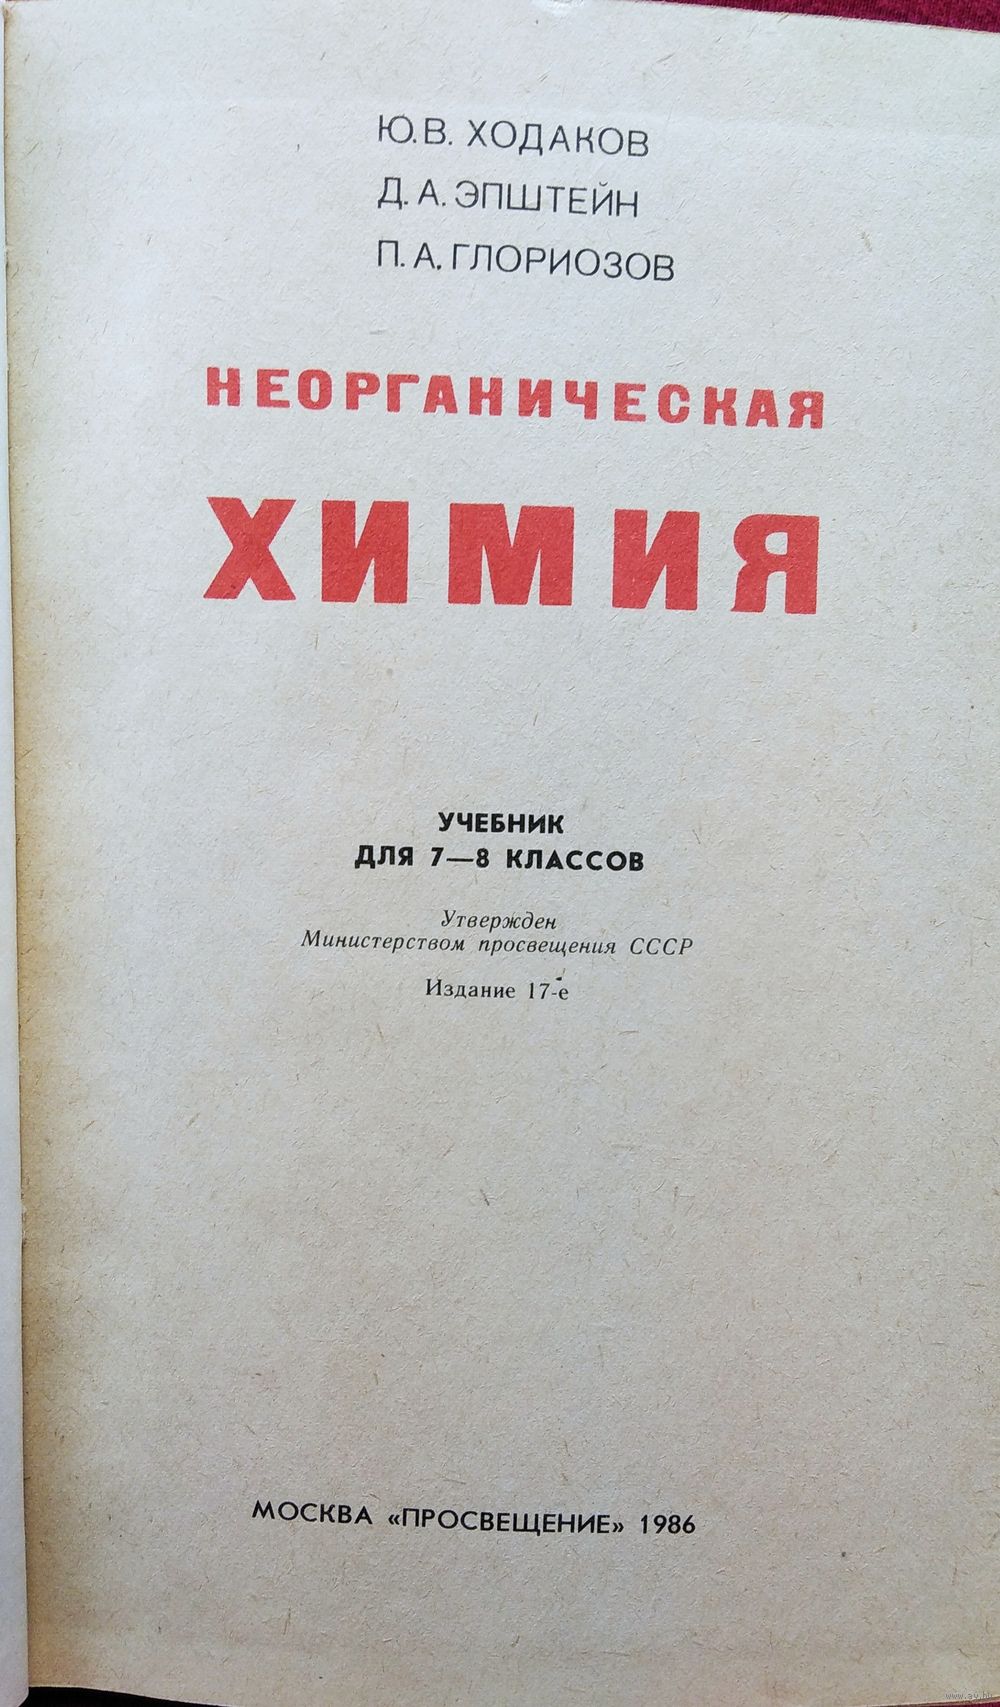 Ю.В. ХОДАКОВ
Д. А. ЭПШТЕЙН
П. А. ГЛОРИОЗОВ
НЕОРГАНИЧЕСКАЯ
ХИМИЯ
УЧЕБНИК
ДЛЯ 7—8 КЛАССОВ
Утвержден
Министерством просвещения СССР
Издание 17-е
МОСКВА «ПРОСВЕЩЕНИЕ» 1986